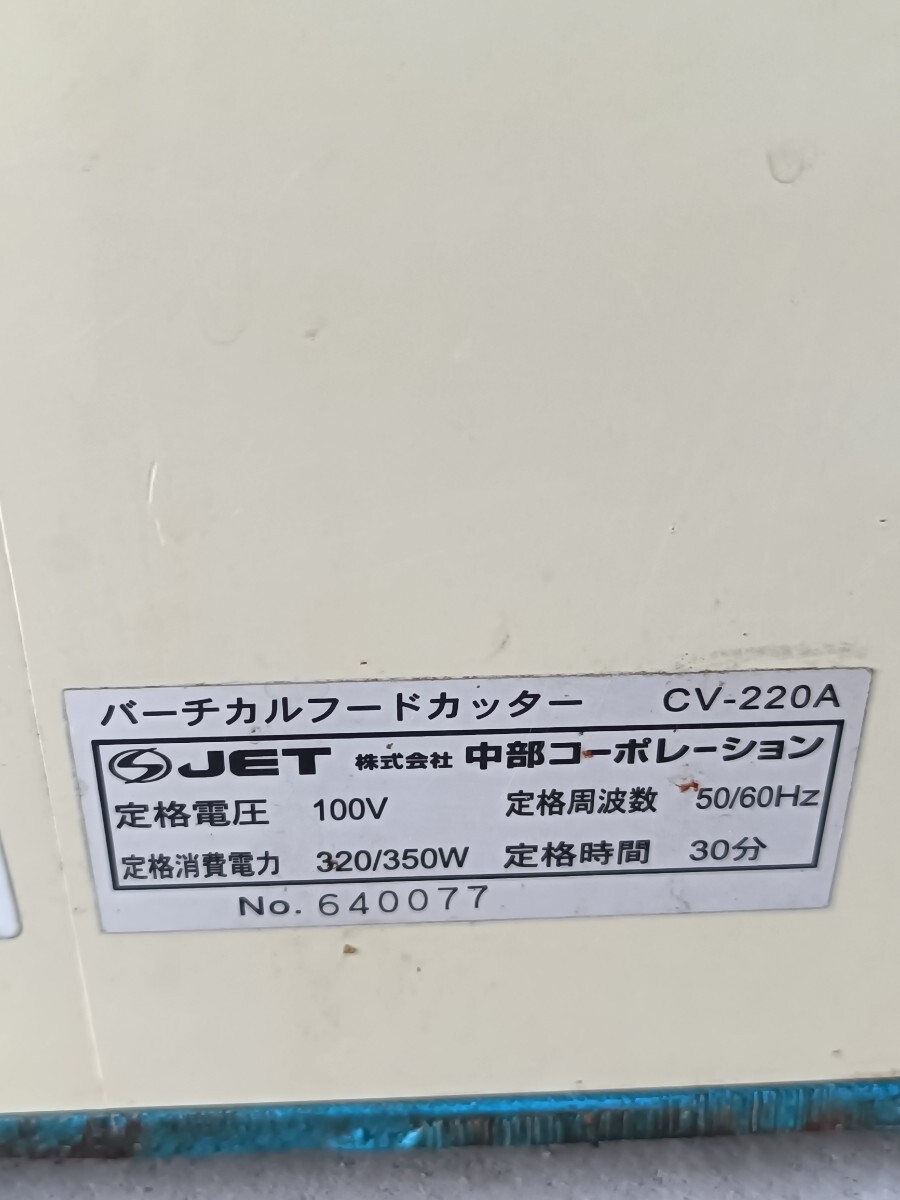 バーチカルフードカッター CV-220A
JET 株式会社 中部コーポレーション
定格電圧 100V 定格周波数 50/60Hz
定格消費電力 320/350W 定格時間 30分
No. 640077